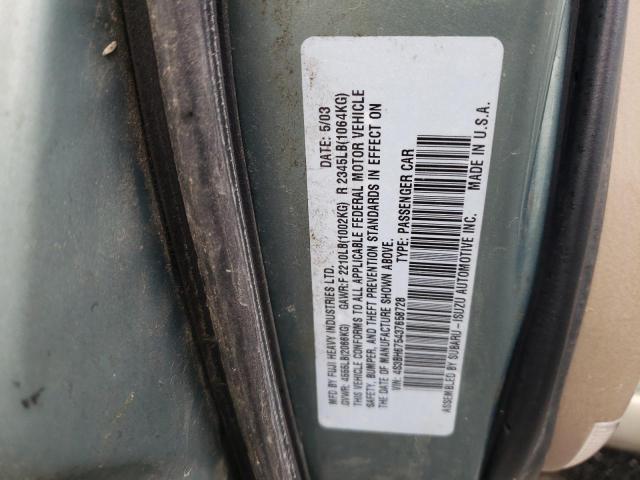 MFD BY FUJI HEAVY INDUSTRIES LTD. DATE: 5/03
GVWR: 4555LB(2066KG) GAWR:F 2210LB(1002KG) R 2345LB(1064KG)
THIS VEHICLE CONFORMS TO ALL APPLICABLE FEDERAL MOTOR VEHICLE
SAFETY, BUMPER, AND THEFT PREVENTION STANDARDS IN EFFECT ON
THE DATE OF MANUFACTURE SHOWN ABOVE.
VIN: 4S3BH675437658728 TYPE: PASSENGER CAR
ASSEMBLED BY SUBARU-ISUZU AUTOMOTIVE INC. MADE IN U.S.A.